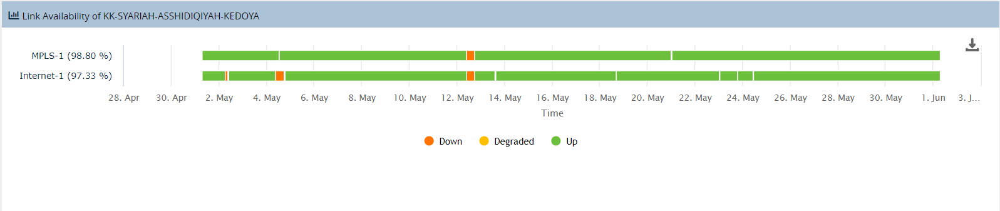 Link Availability of KK-SYARIAH-ASSHIDIQIYAH-KEDOYA
MPLS-1 (98.80 %)
Internet-1 (97.33 %)
28. Apr 30. Apr 2. May 4. May 6. May 8. May 10. May 12. May 14. May 16. May 18. May 20. May 22. May 24. May 26. May 28. May 30. May 1. Jun 3. J...
Time
Down Degraded Up